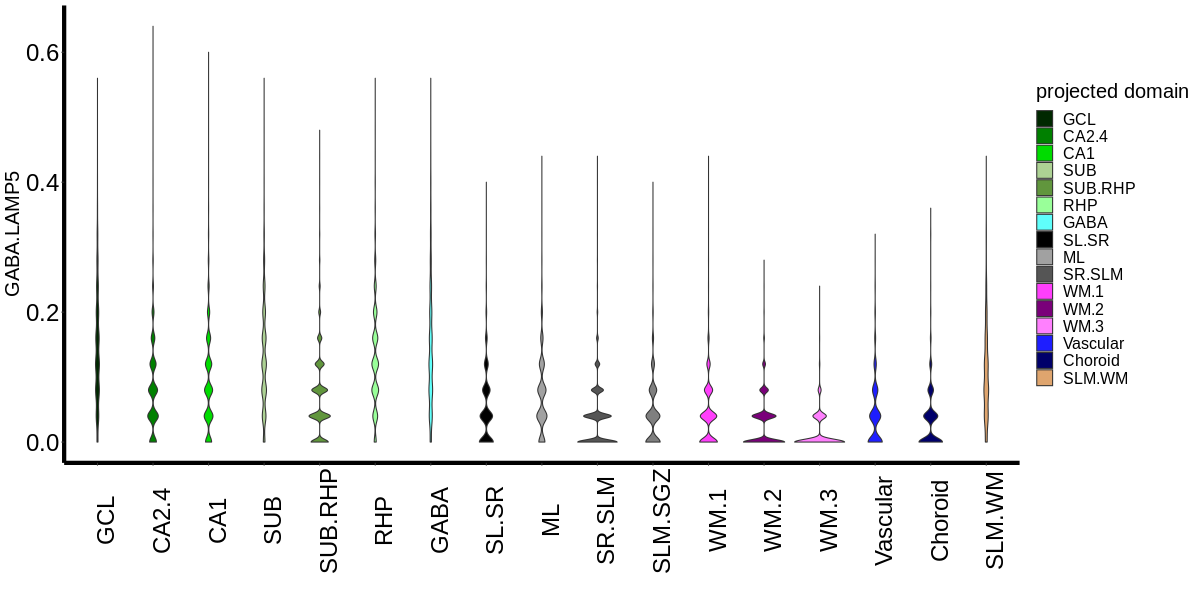 GABA.LAMP5
0.6
0.4
0.2
0.0
GCL
CA2.4
CA1
SUB
SUB.RHP
RHP
GABA
SL.SR
ML
SR.SLM
SLM.SGZ
WM.1
WM.2
WM.3
Vascular
Choroid
SLM.WM
projected domain
GCL
CA2.4
CA1
SUB
SUB.RHP
RHP
GABA
SL.SR
ML
SR.SLM
WM.1
WM.2
WM.3
Vascular
Choroid
SLM.WM